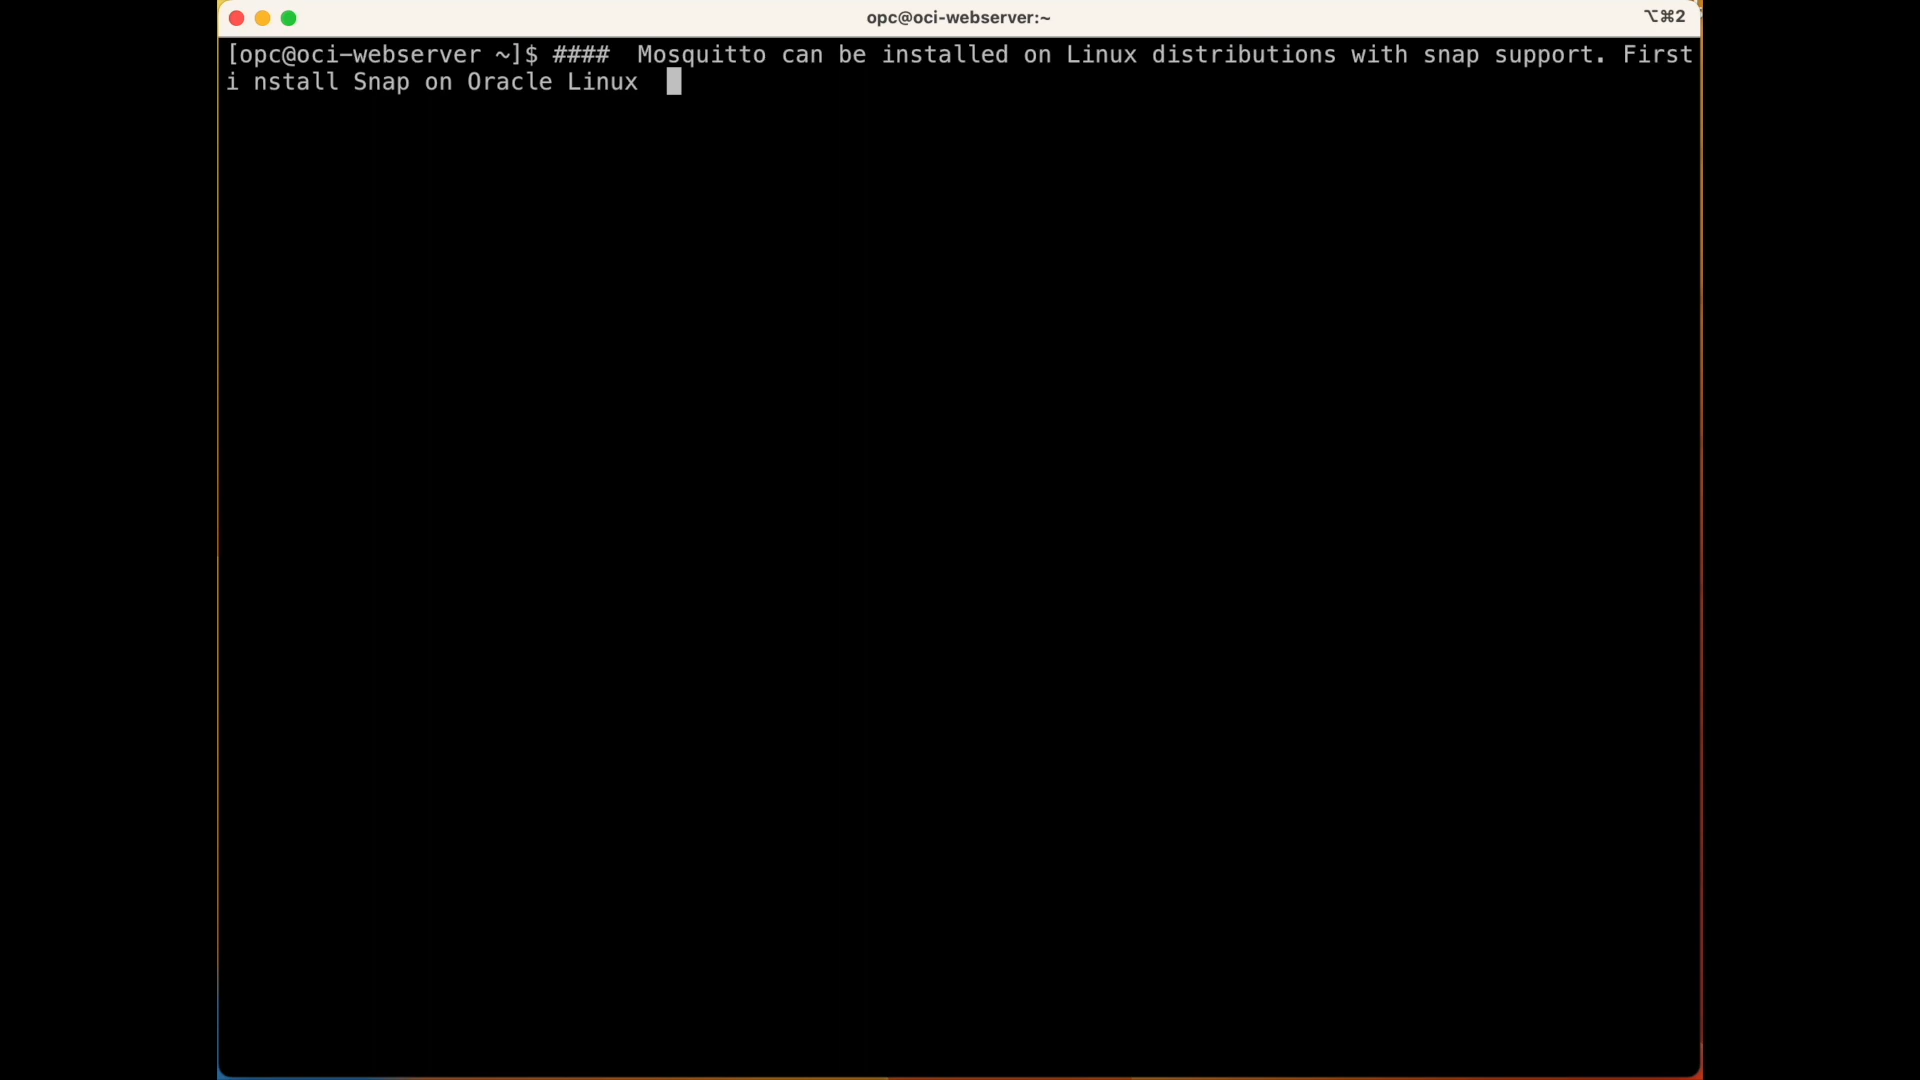 opc@oci-webserver:~
⌥⌘2
[opc@oci-webserver ~]$ ####  Mosquitto can be installed on Linux distributions with snap support. First
i nstall Snap on Oracle Linux